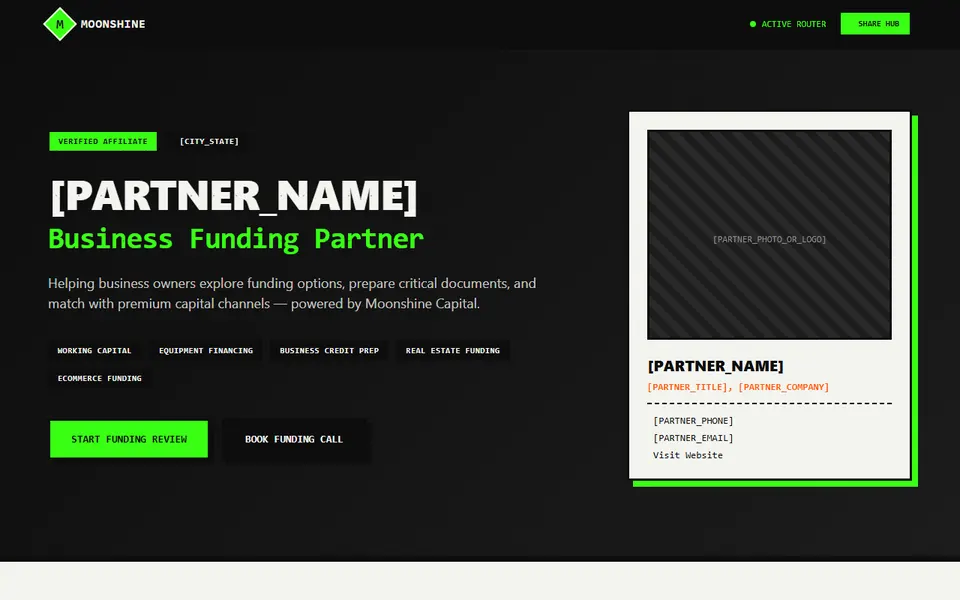 M MOONSHINE
ACTIVE ROUTER
SHARE HUB
VERIFIED AFFILIATE
[CITY_STATE]
[PARTNER_NAME]
Business Funding Partner
Helping business owners explore funding options, prepare critical documents, and
match with premium capital channels — powered by Moonshine Capital.
WORKING CAPITAL
EQUIPMENT FINANCING
BUSINESS CREDIT PREP
REAL ESTATE FUNDING
ECOMMERCE FUNDING
START FUNDING REVIEW
BOOK FUNDING CALL
[PARTNER_PHOTO_OR_LOGO]
[PARTNER_NAME]
[PARTNER_TITLE], [PARTNER_COMPANY]
[PARTNER_PHONE]
[PARTNER_EMAIL]
Visit Website